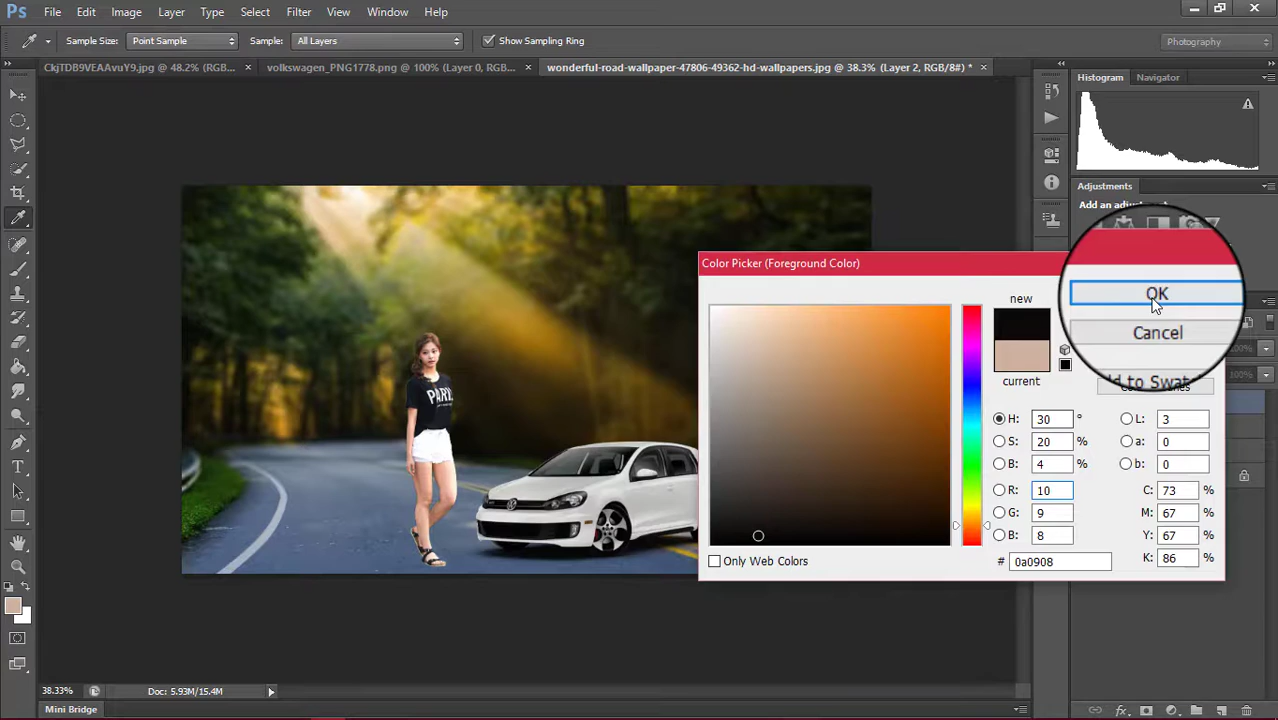 Ps File Edit Image Layer Type Select Filter View Window Help
Sample Size: Point Sample Sample: All Layers Show Sampling Ring Photography
CkjTDB9VEAAvuY9.jpg @ 48.2% (RGB... × volkswagen_PNG1778.png @ 100% (Layer 0, RGB... × wonderful-road-wallpaper-47806-49362-hd-wallpapers.jpg @ 38.3% (Layer 2, RGB/8#) * ×
Histogram Navigator
Adjustments
Add an
Color Picker (Foreground Color)
new
OK
Cancel
current
H: 30 °
S: 20 %
B: 4 %
R: 10
G: 9
B: 8
L: 3
a: 0
b: 0
C: 73 %
M: 67 %
Y: 67 %
K: 86 %
Only Web Colors
# 0a0908
PARIS
38.33% Doc: 5.93M/15.4M
Mini Bridge